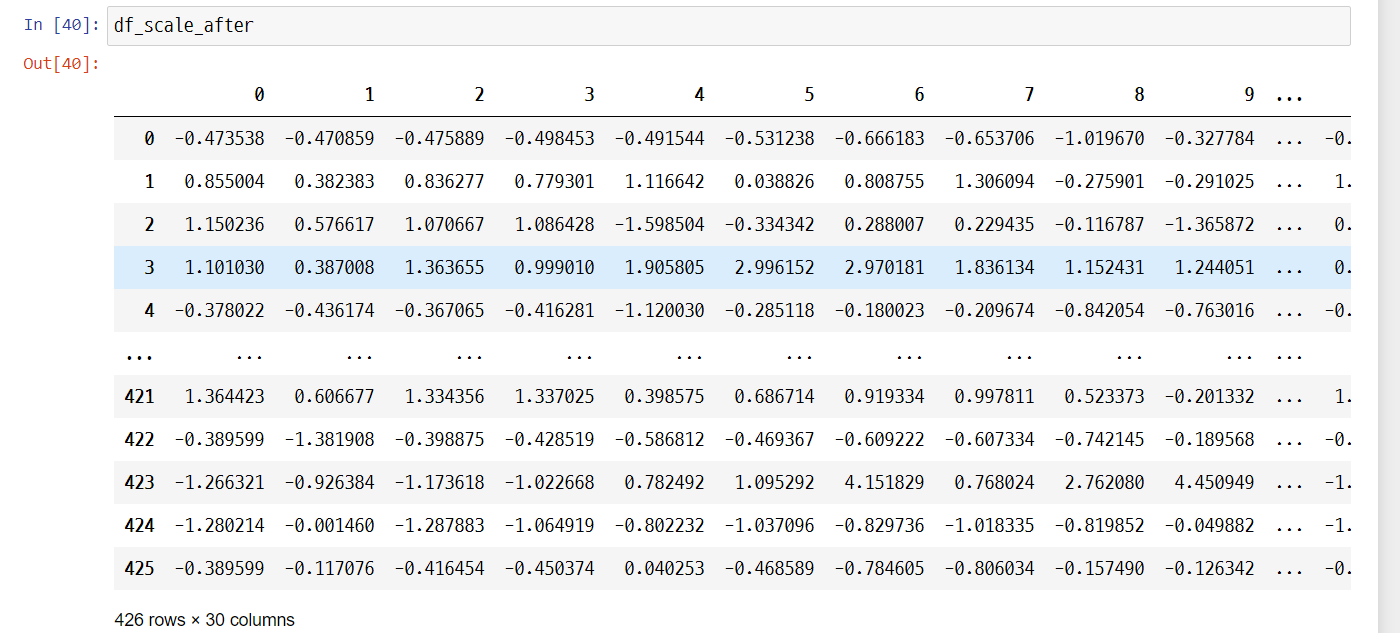 In [40]: df_scale_after
Out[40]:
0 1 2 3 4 5 6 7 8 9 ...
0 -0.473538 -0.470859 -0.475889 -0.498453 -0.491544 -0.531238 -0.666183 -0.653706 -1.019670 -0.327784 ... -0.
1 0.855004 0.382383 0.836277 0.779301 1.116642 0.038826 0.808755 1.306094 -0.275901 -0.291025 ... 1.
2 1.150236 0.576617 1.070667 1.086428 -1.598504 -0.334342 0.288007 0.229435 -0.116787 -1.365872 ... 0.
3 1.101030 0.387008 1.363655 0.999010 1.905805 2.996152 2.970181 1.836134 1.152431 1.244051 ... 0.
4 -0.378022 -0.436174 -0.367065 -0.416281 -1.120030 -0.285118 -0.180023 -0.209674 -0.842054 -0.763016 ... -0.
... ... ... ... ... ... ... ... ... ... ... ...
421 1.364423 0.606677 1.334356 1.337025 0.398575 0.686714 0.919334 0.997811 0.523373 -0.201332 ... 1.
422 -0.389599 -1.381908 -0.398875 -0.428519 -0.586812 -0.469367 -0.609222 -0.607334 -0.742145 -0.189568 ... -0.
423 -1.266321 -0.926384 -1.173618 -1.022668 0.782492 1.095292 4.151829 0.768024 2.762080 4.450949 ... -1.
424 -1.280214 -0.001460 -1.287883 -1.064919 -0.802232 -1.037096 -0.829736 -1.018335 -0.819852 -0.049882 ... -1.
425 -0.389599 -0.117076 -0.416454 -0.450374 0.040253 -0.468589 -0.784605 -0.806034 -0.157490 -0.126342 ... -0.
426 rows × 30 columns